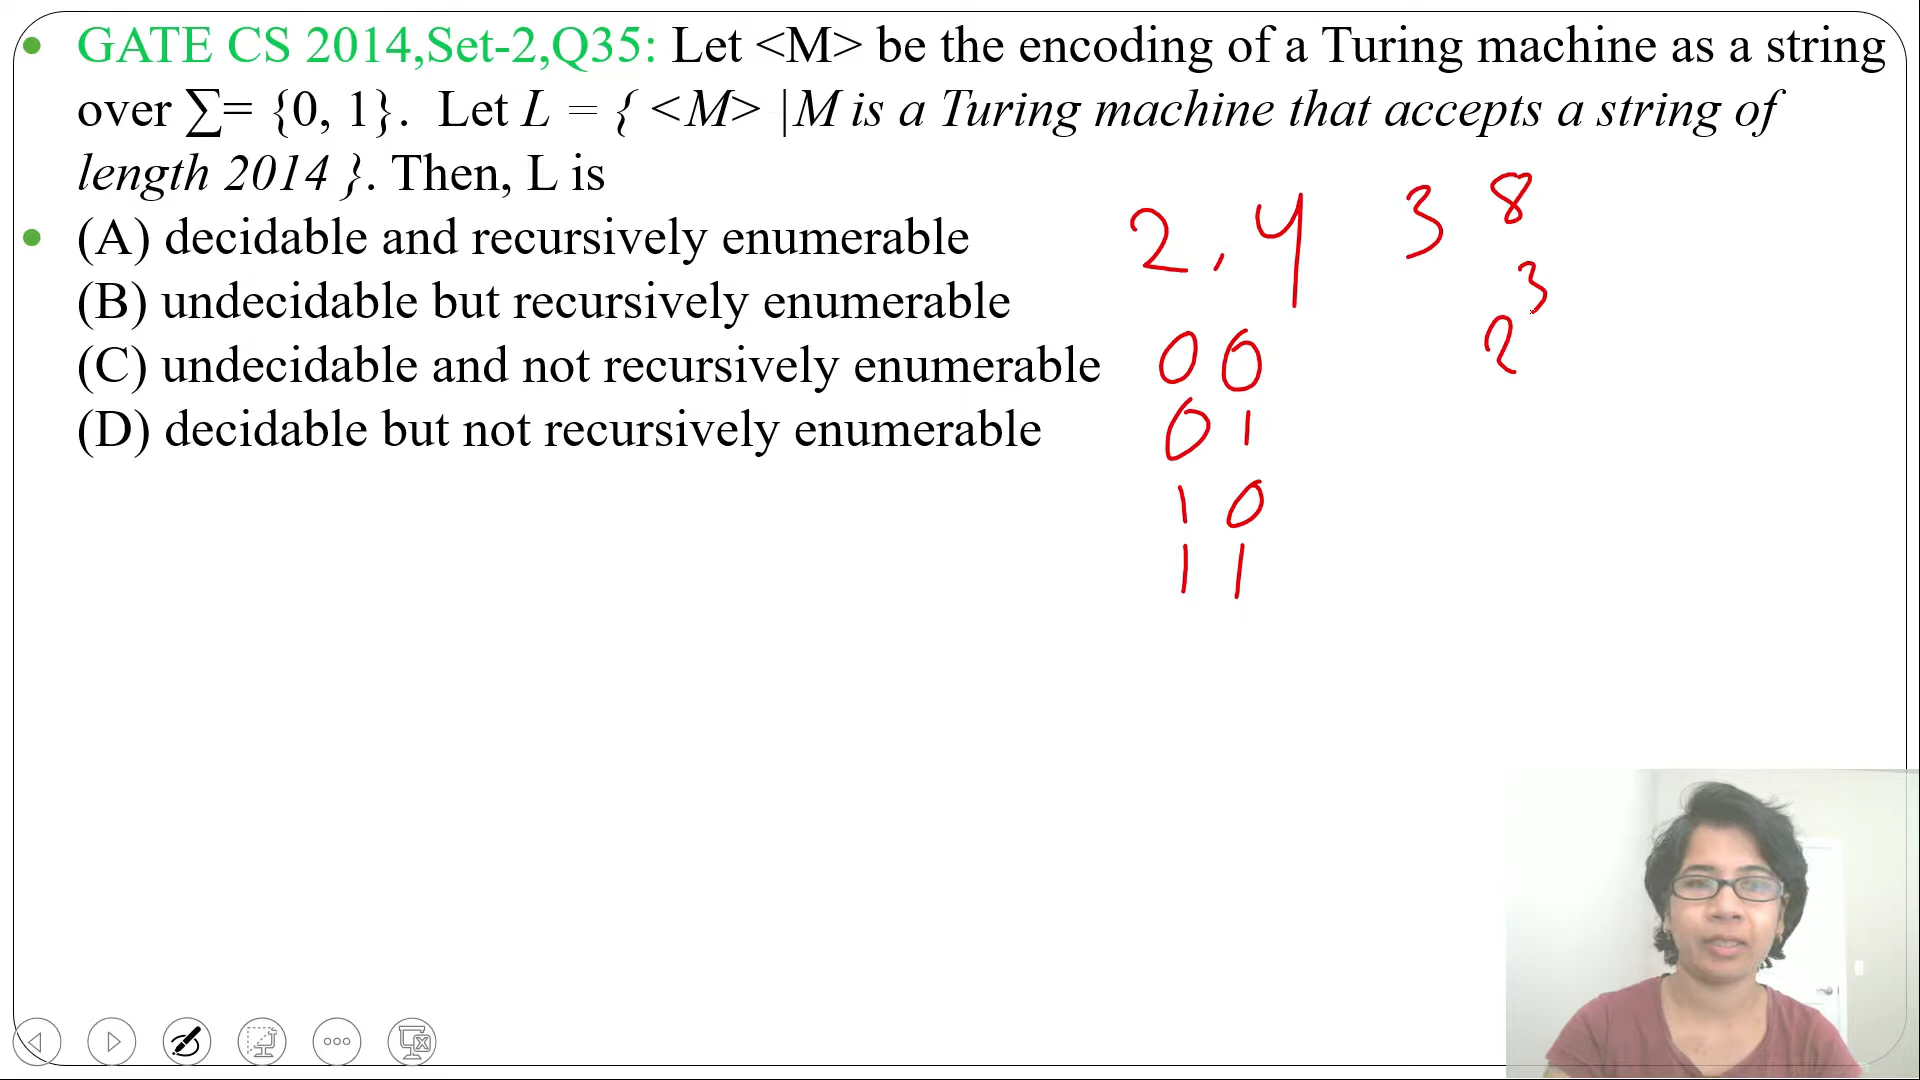 GATE CS 2014,Set-2,Q35: Let <M> be the encoding of a Turing machine as a string
over ∑= {0, 1}. Let L = { <M> |M is a Turing machine that accepts a string of
length 2014 }. Then, L is
(A) decidable and recursively enumerable
(B) undecidable but recursively enumerable
(C) undecidable and not recursively enumerable
(D) decidable but not recursively enumerable
2, 4 3 8
2³
0 0
0 1
1 0
1 1